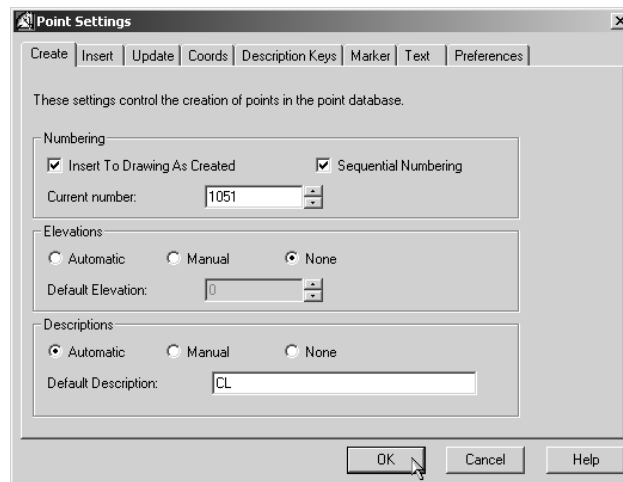 Point Settings
Create Insert Update Coords Description Keys Marker Text Preferences
These settings control the creation of points in the point database.
Numbering
Insert To Drawing As Created Sequential Numbering
Current number: 1051
Elevations
Automatic Manual None
Default Elevation: 0
Descriptions
Automatic Manual None
Default Description: CL
OK Cancel Help